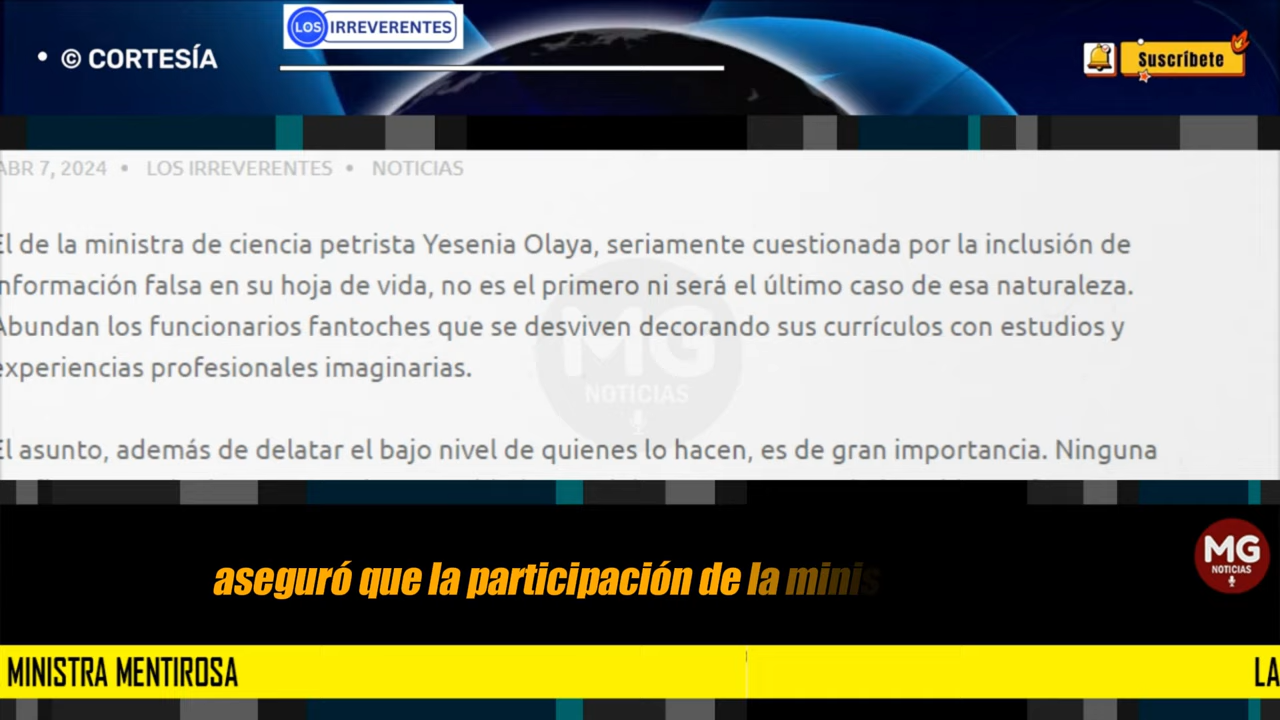 • © CORTESÍA
LOS IRREVERENTES
Suscríbete
ABR 7, 2024 • LOS IRREVERENTES • NOTICIAS
El de la ministra de ciencia petrista Yesenia Olaya, seriamente cuestionada por la inclusión de
información falsa en su hoja de vida, no es el primero ni será el último caso de esa naturaleza.
Abundan los funcionarios fantoches que se desviven decorando sus currículos con estudios y
experiencias profesionales imaginarias.
MG
NOTICIAS
El asunto, además de delatar el bajo nivel de quienes lo hacen, es de gran importancia. Ninguna
MG
NOTICIAS
aseguró que la participación de la minis
MINISTRA MENTIROSA
LA